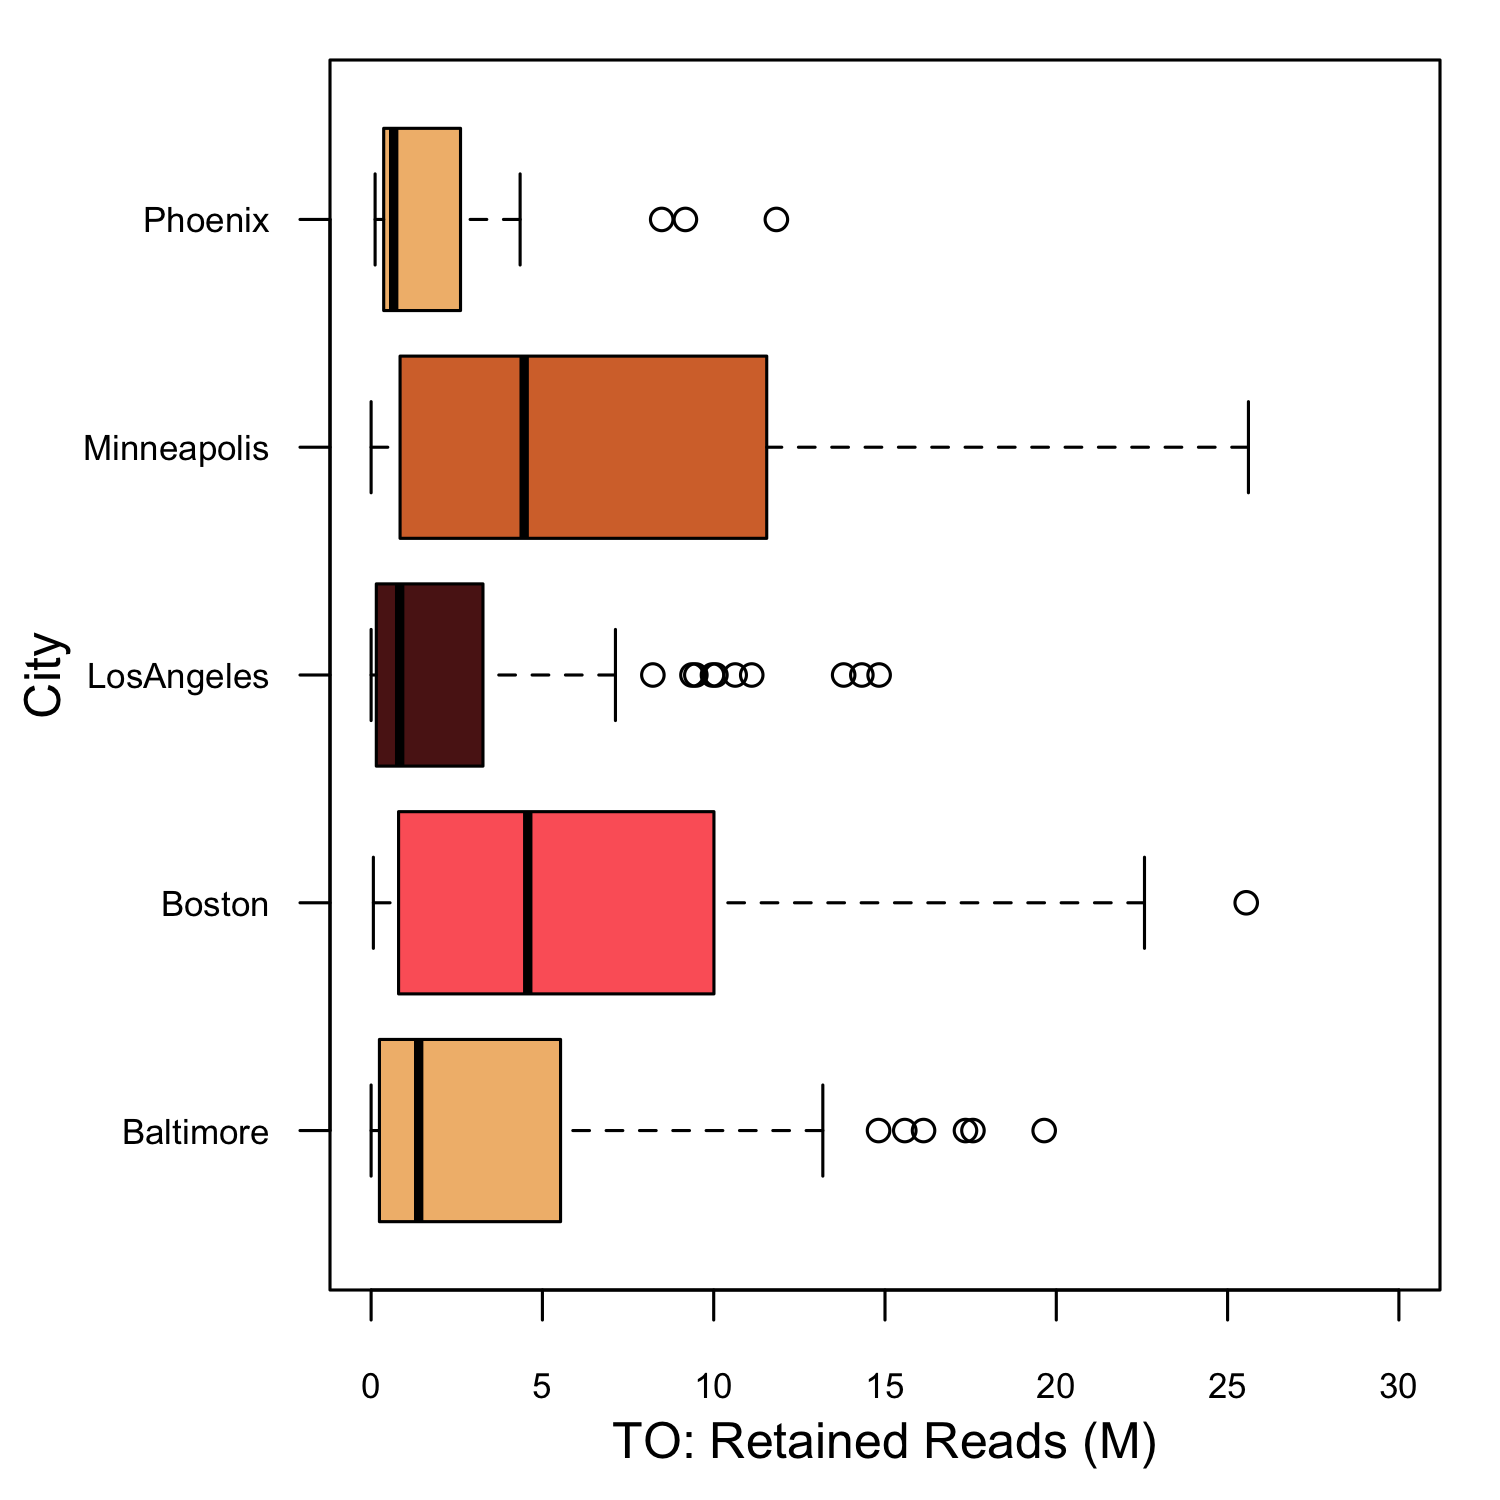 Phoenix
Minneapolis
LosAngeles
Boston
Baltimore
City
0 5 10 15 20 25 30
TO: Retained Reads (M)